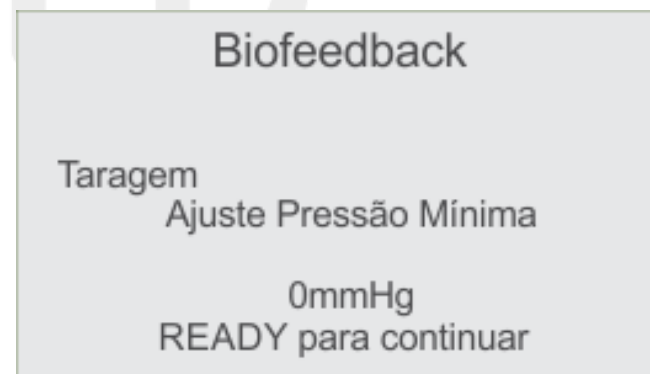 Biofeedback
Taragem
Ajuste Pressão Mínima
0mmHg
READY para continuar